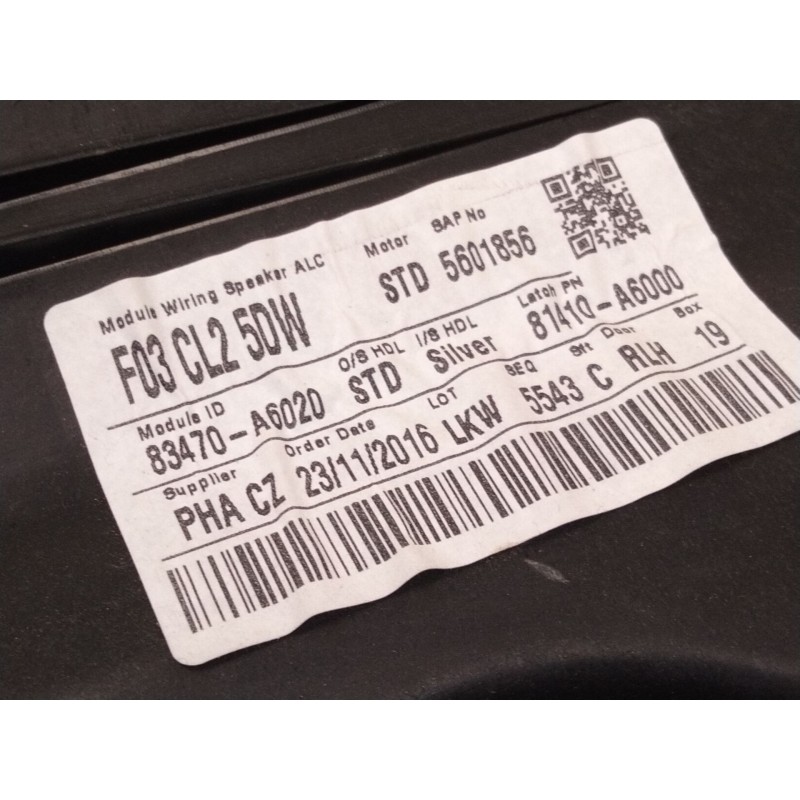 Module Wiring Speaker ALC Motor SAP No
F03 CL2 5DW STD 5601856
Module ID O/S HDL I/S HDL Latch PN
83470-A6020 STD Silver 81410-A6000
Supplier Order Date LOT SEQ Sft Door Box
PHA CZ 23/11/2016 LKW 5543 C RLH 19